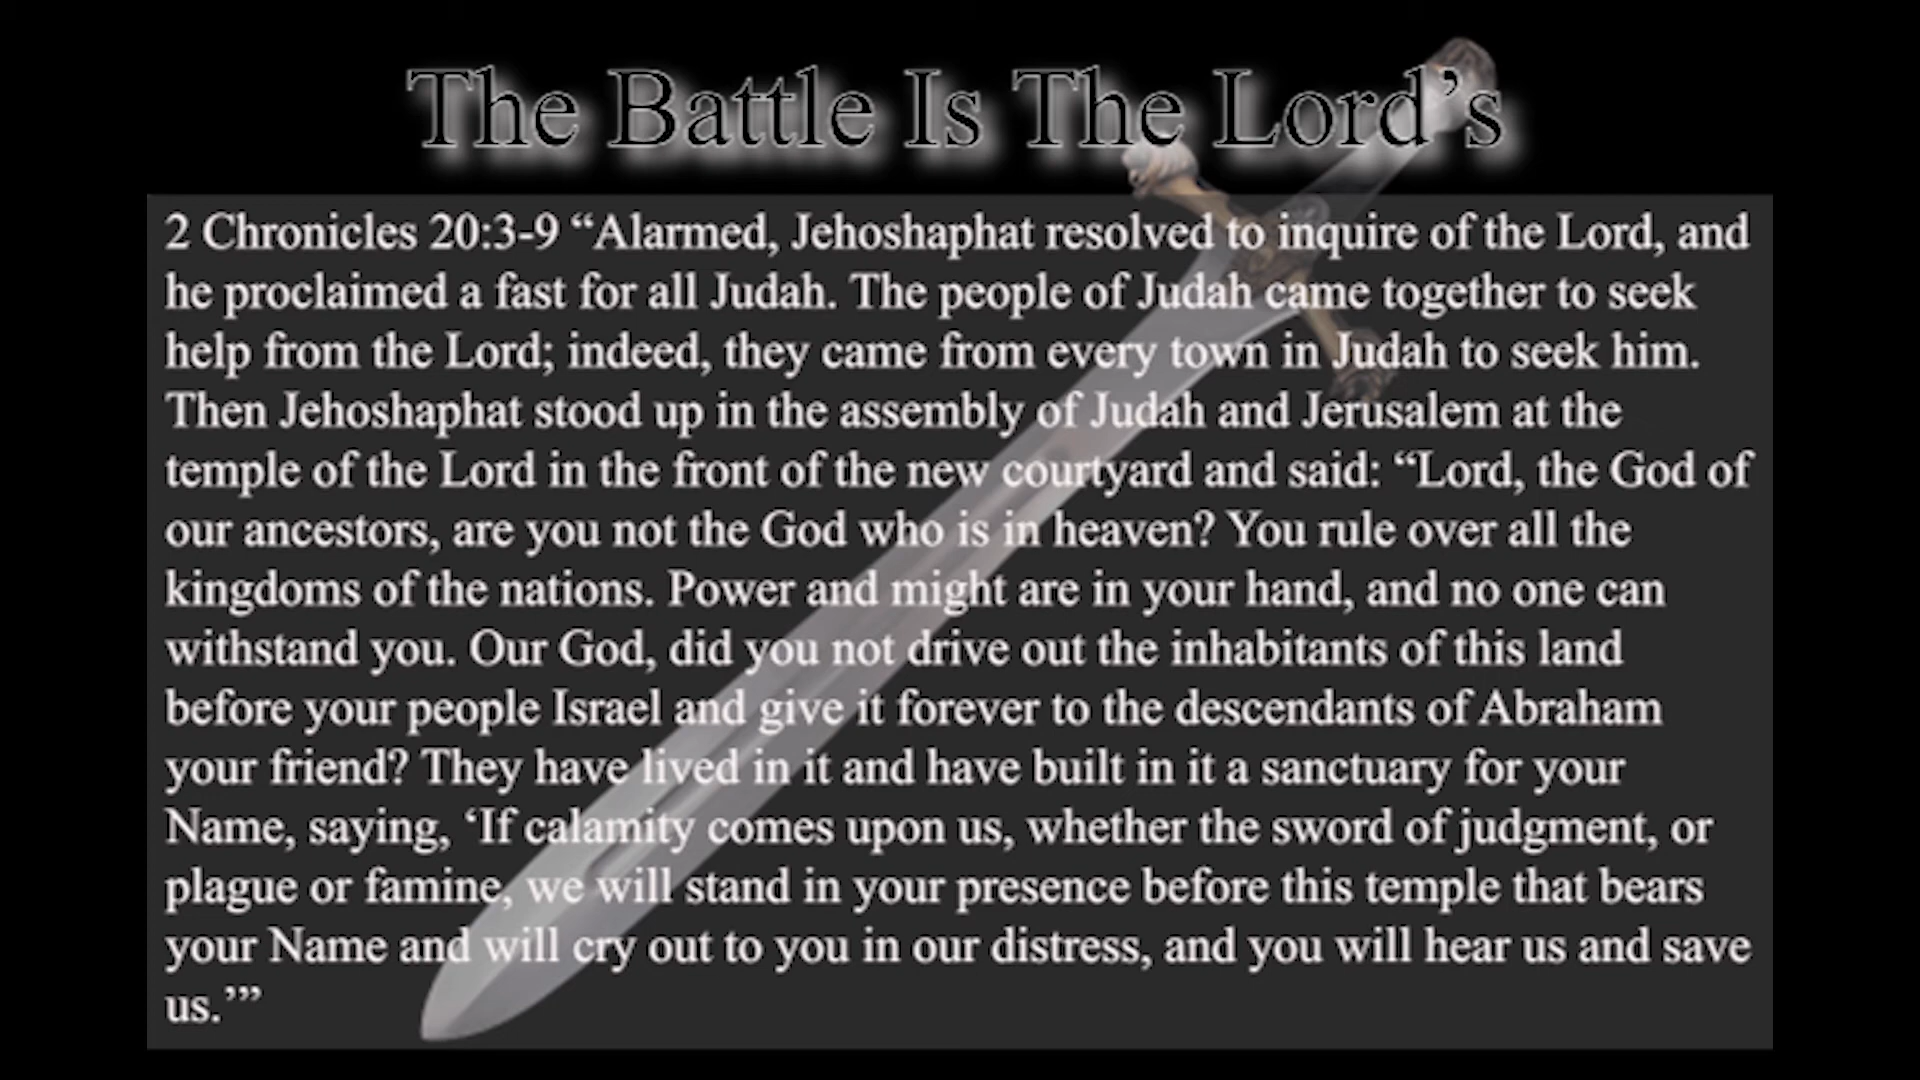 The Battle Is The Lord’s
2 Chronicles 20:3-9 “Alarmed, Jehoshaphat resolved to inquire of the Lord, and
he proclaimed a fast for all Judah. The people of Judah came together to seek
help from the Lord; indeed, they came from every town in Judah to seek him.
Then Jehoshaphat stood up in the assembly of Judah and Jerusalem at the
temple of the Lord in the front of the new courtyard and said: “Lord, the God of
our ancestors, are you not the God who is in heaven? You rule over all the
kingdoms of the nations. Power and might are in your hand, and no one can
withstand you. Our God, did you not drive out the inhabitants of this land
before your people Israel and give it forever to the descendants of Abraham
your friend? They have lived in it and have built in it a sanctuary for your
Name, saying, ‘If calamity comes upon us, whether the sword of judgment, or
plague or famine, we will stand in your presence before this temple that bears
your Name and will cry out to you in our distress, and you will hear us and save
us.’”